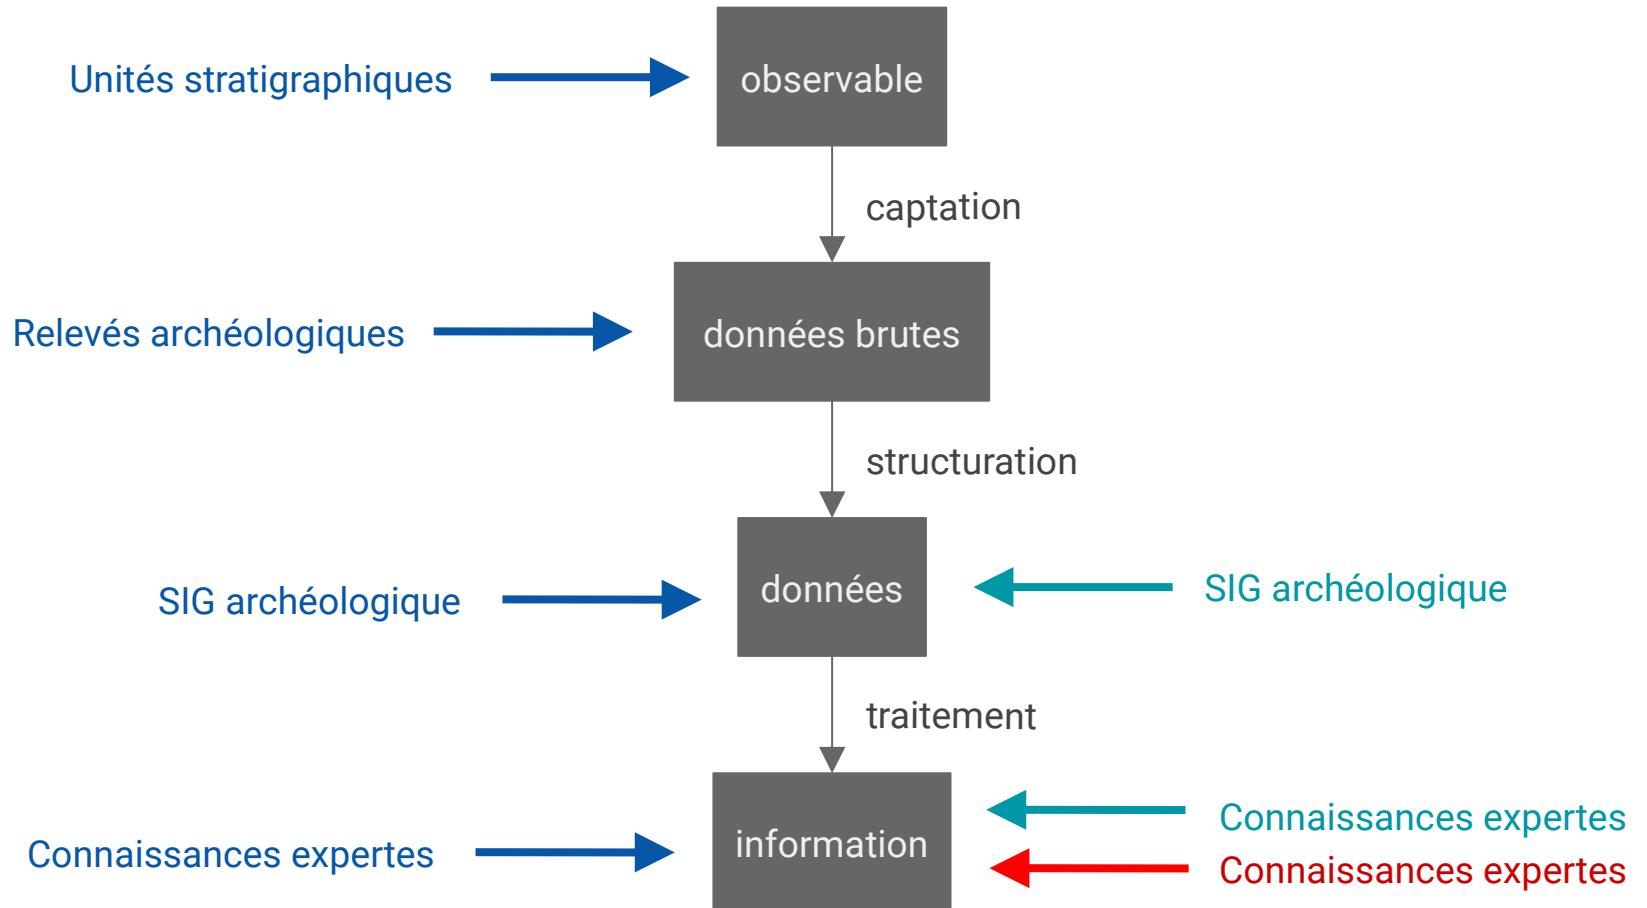 Unités stratigraphiques
observable
captation
Relevés archéologiques
données brutes
structuration
SIG archéologique
données
SIG archéologique
traitement
Connaissances expertes
information
Connaissances expertes
Connaissances expertes